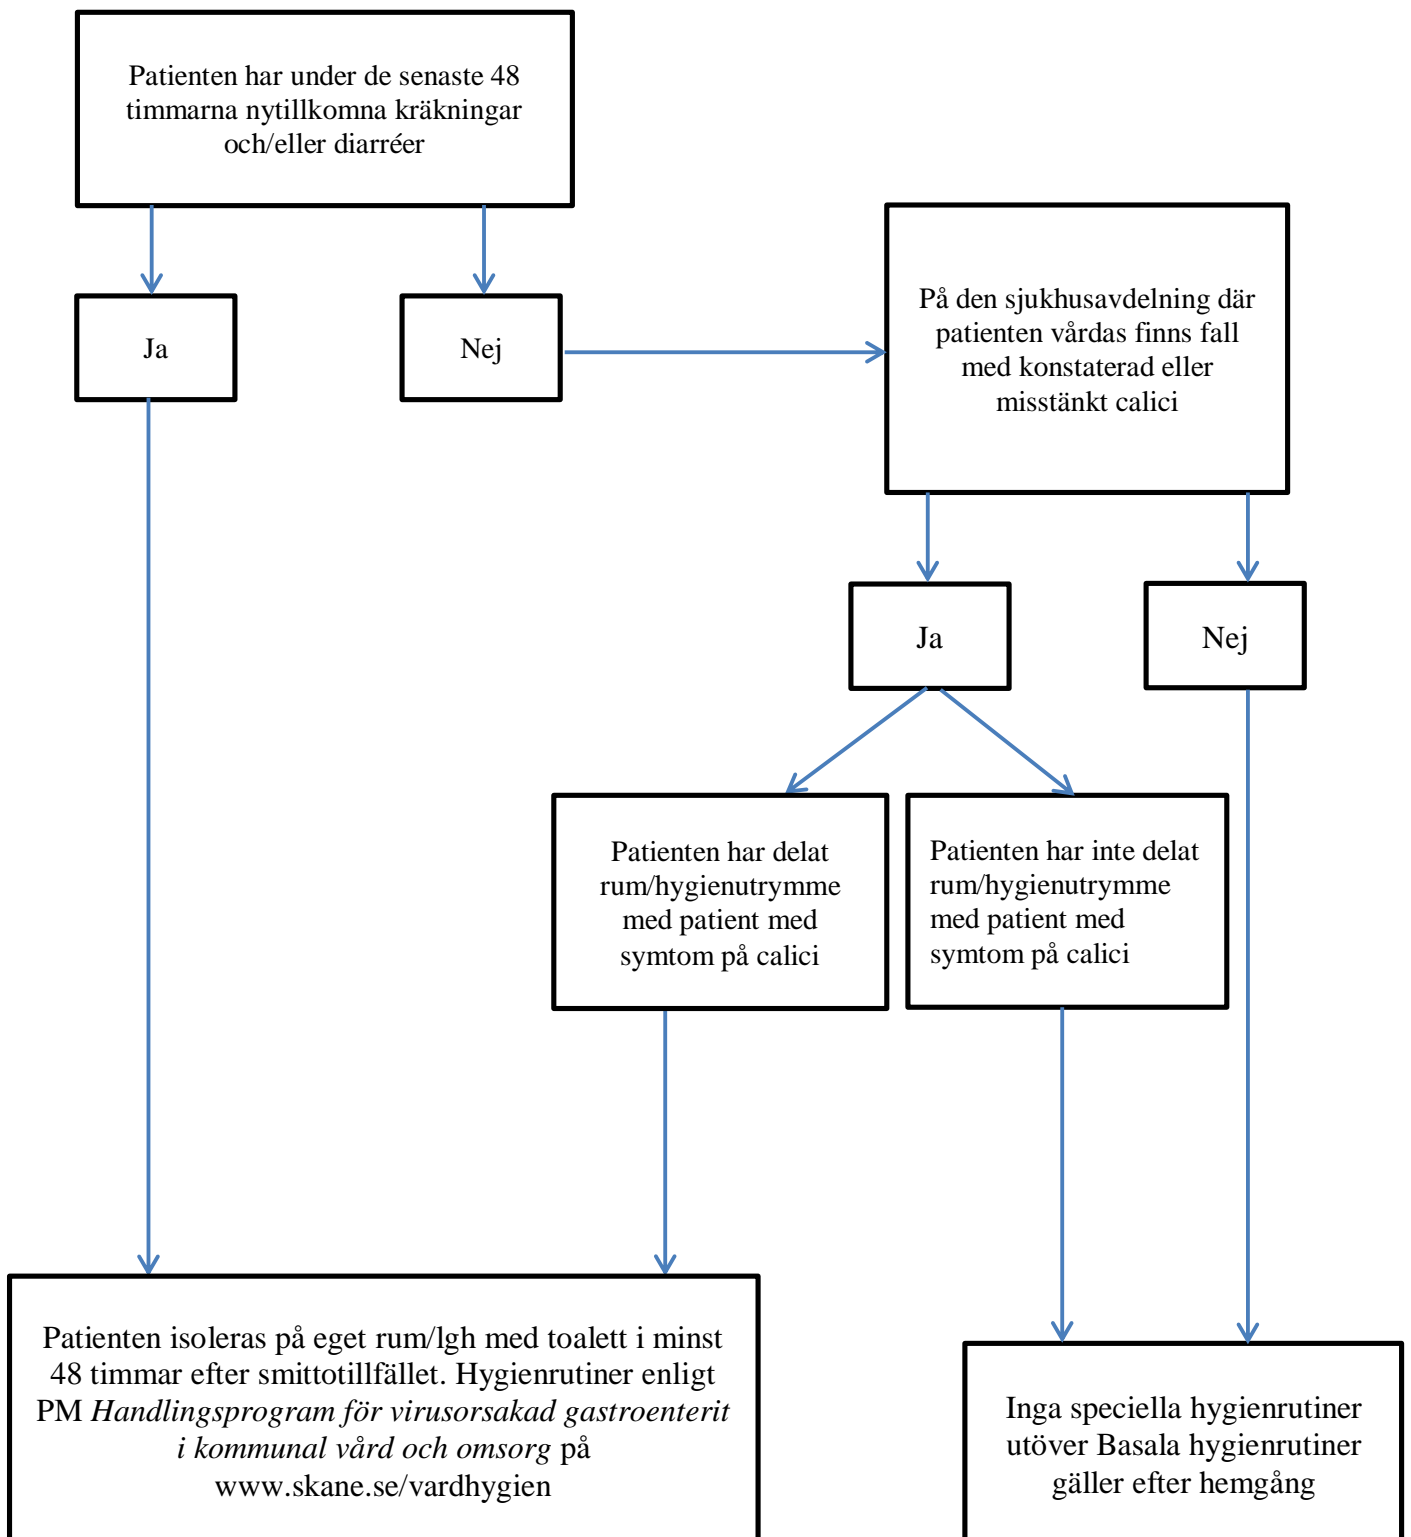 Patienten har under de senaste 48
timmarna nytillkomna kräkningar
och/eller diarréer
Ja
Nej
På den sjukhusavdelning där
patienten vårdas finns fall
med konstaterad eller
misstänkt calici
Ja
Nej
Patienten har delat
rum/hygienutrymme
med patient med
symtom på calici
Patienten har inte delat
rum/hygienutrymme
med patient med
symtom på calici
Patienten isoleras på eget rum/lgh med toalett i minst
48 timmar efter smittotillfället. Hygienrutiner enligt
PM Handlingsprogram för virusorsakad gastroenterit
i kommunal vård och omsorg på
www.skane.se/vardhygien
Inga speciella hygienrutiner
utöver Basala hygienrutiner
gäller efter hemgång